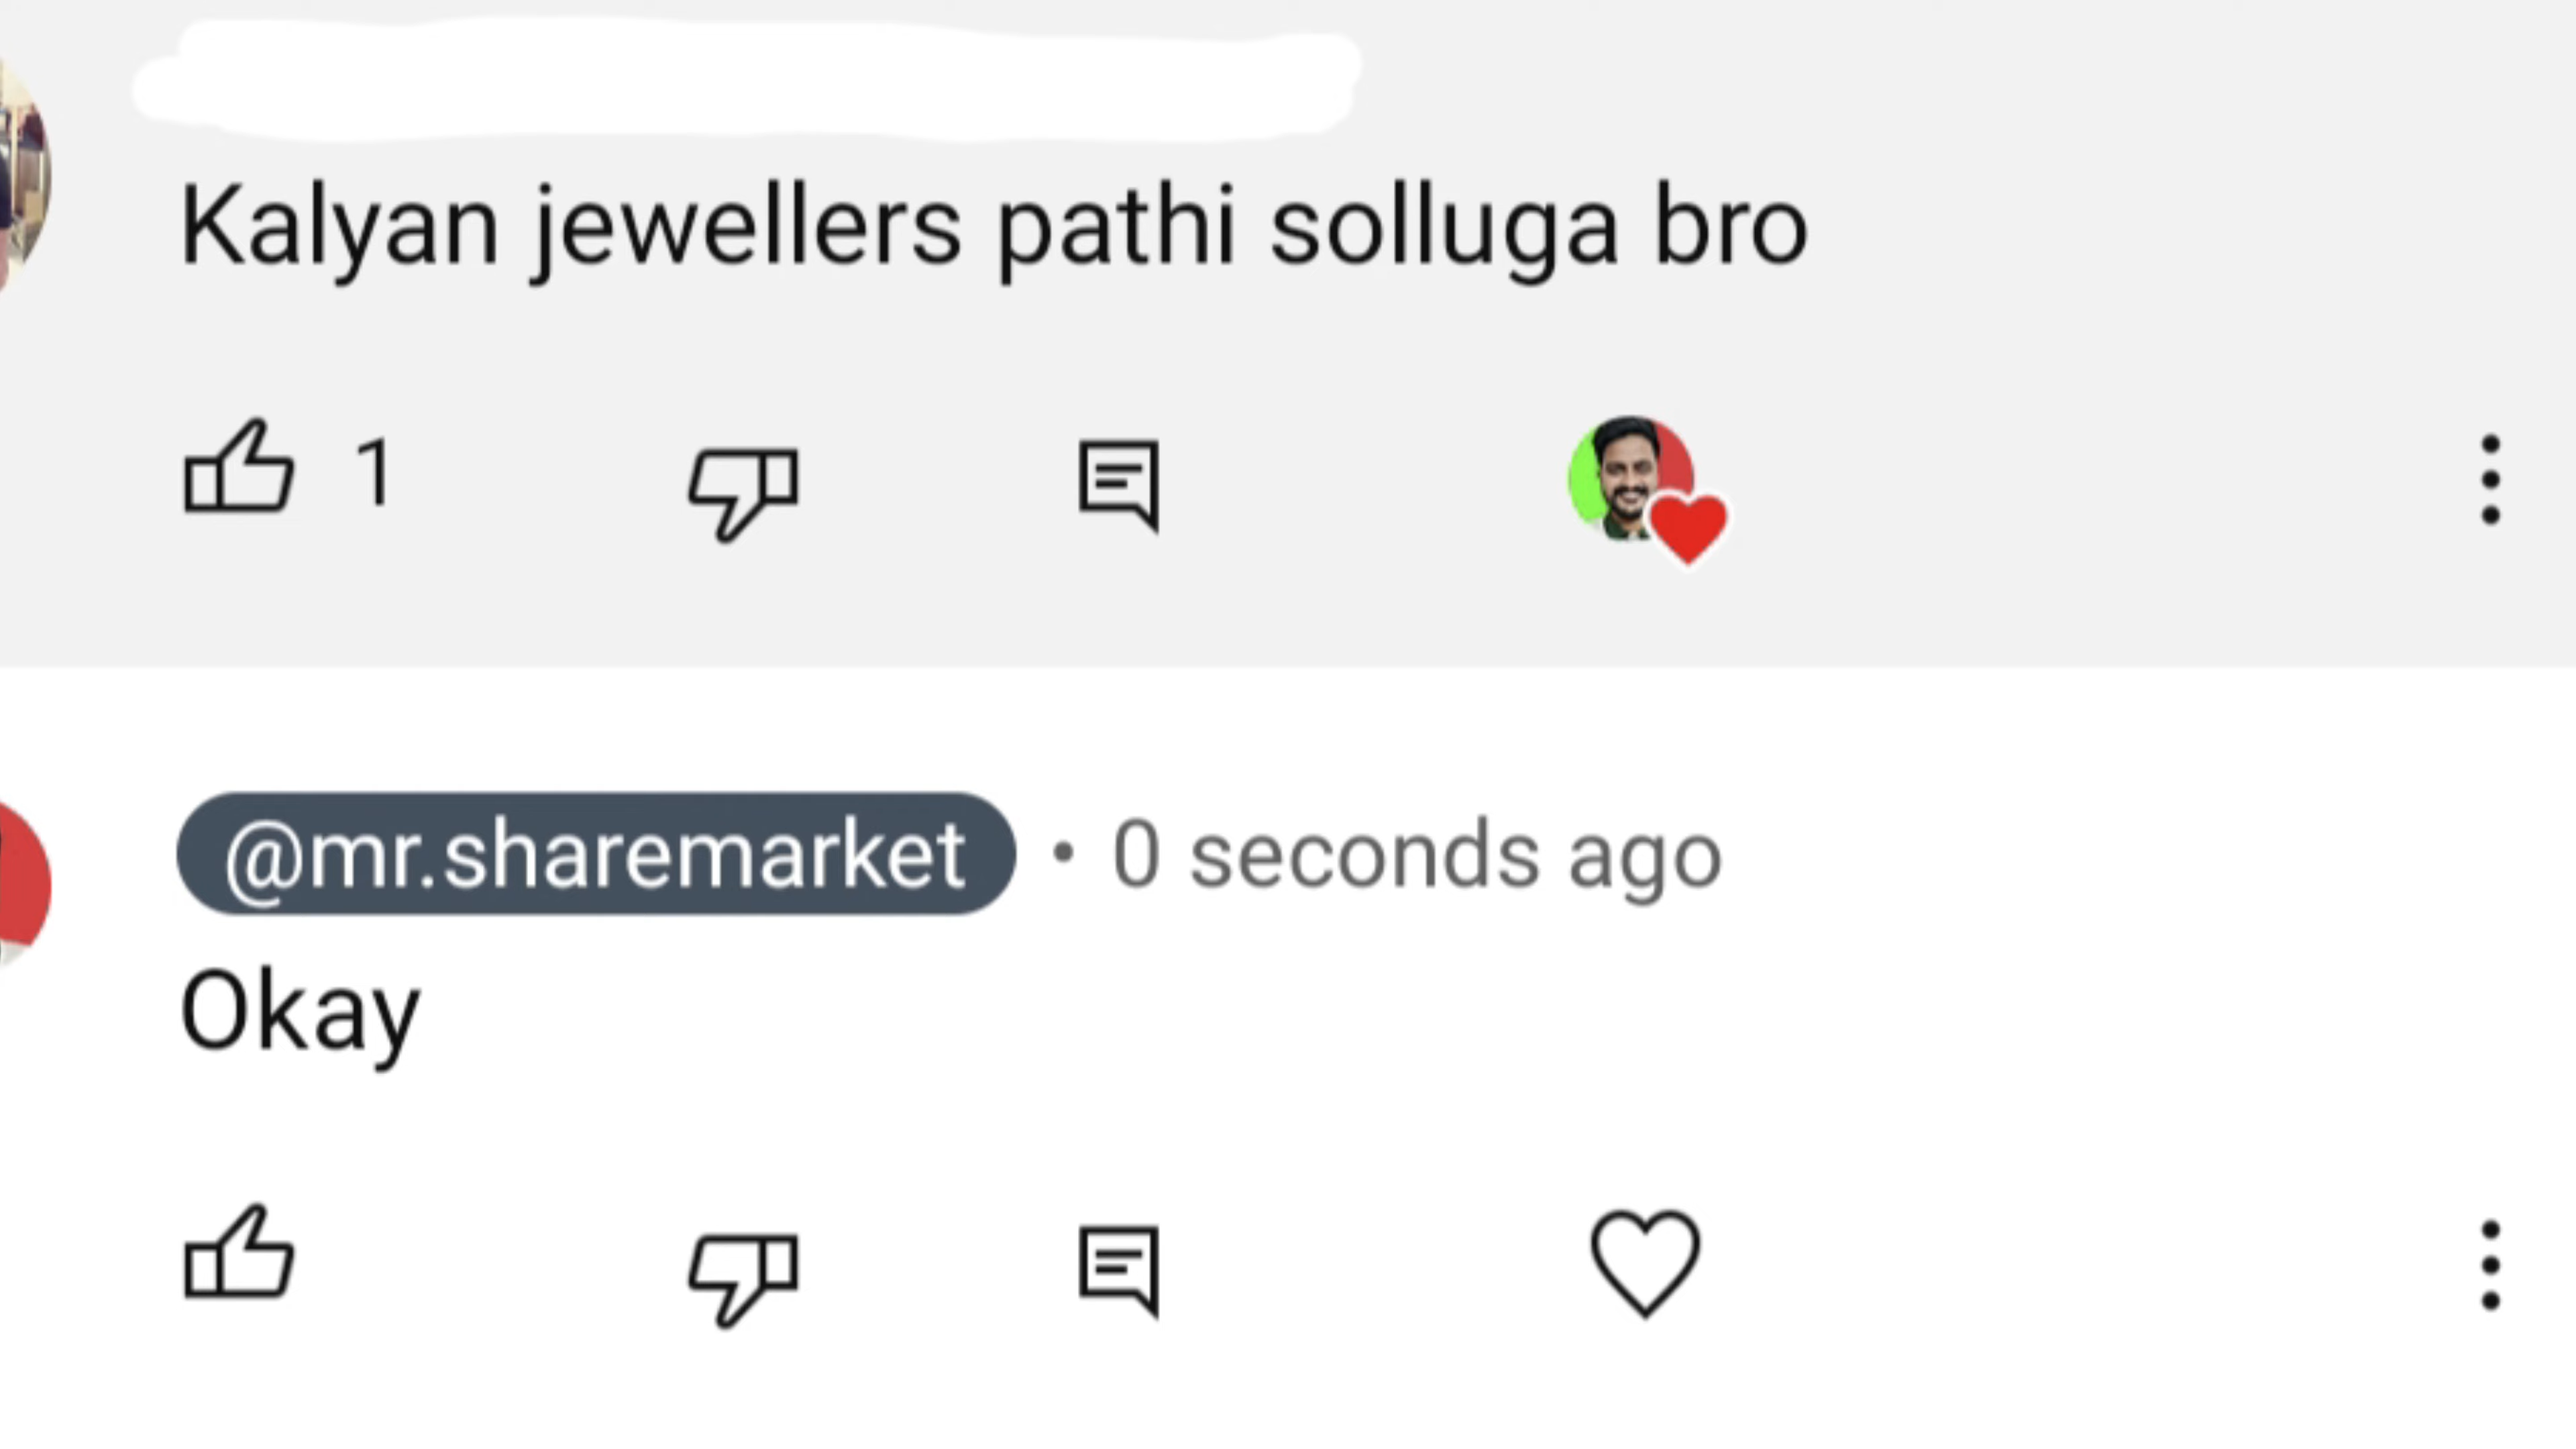 Kalyan jewellers pathi solluga bro
1
@mr.sharemarket • 0 seconds ago
Okay